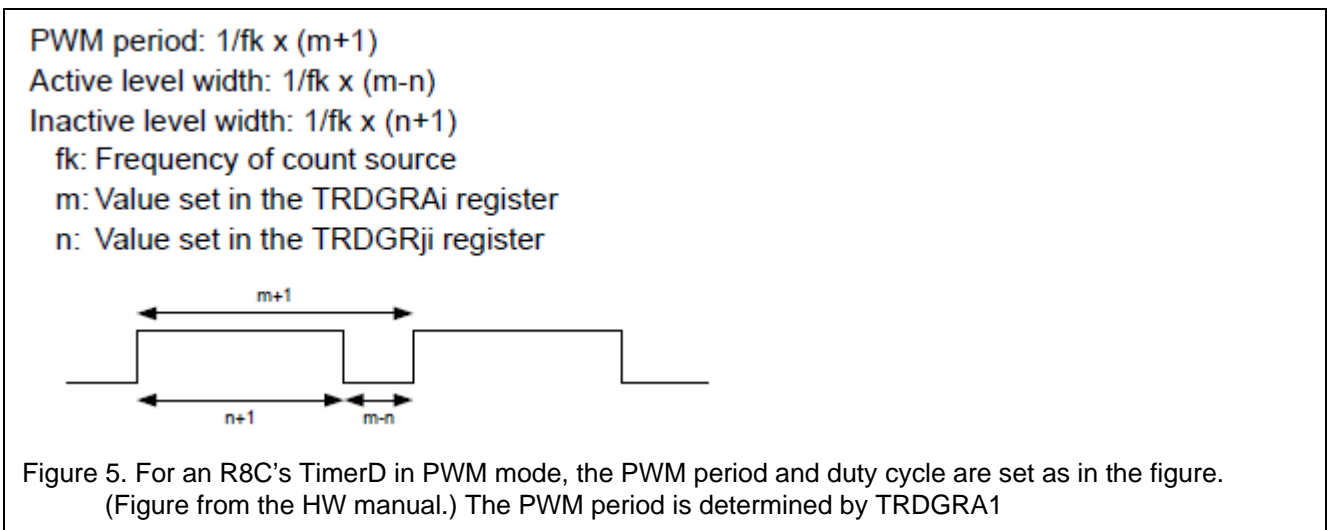 PWM period: 1/fk x (m+1)
Active level width: 1/fk x (m-n)
Inactive level width: 1/fk x (n+1)
fk: Frequency of count source
m: Value set in the TRDGRAi register
n: Value set in the TRDGRji register
m+1
n+1 m-n
Figure 5. For an R8C's TimerD in PWM mode, the PWM period and duty cycle are set as in the figure.
(Figure from the HW manual.) The PWM period is determined by TRDGRA1